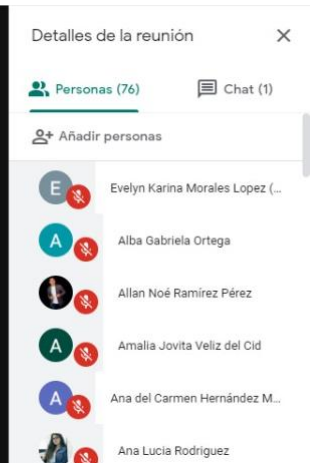 Detalles de la reunión
Personas (76) Chat (1)
Añadir personas
E Evelyn Karina Morales Lopez (...
A Alba Gabriela Ortega
Allan Noé Ramírez Pérez
A Amalia Jovita Veliz del Cid
A Ana del Carmen Hernández M...
Ana Lucia Rodriguez